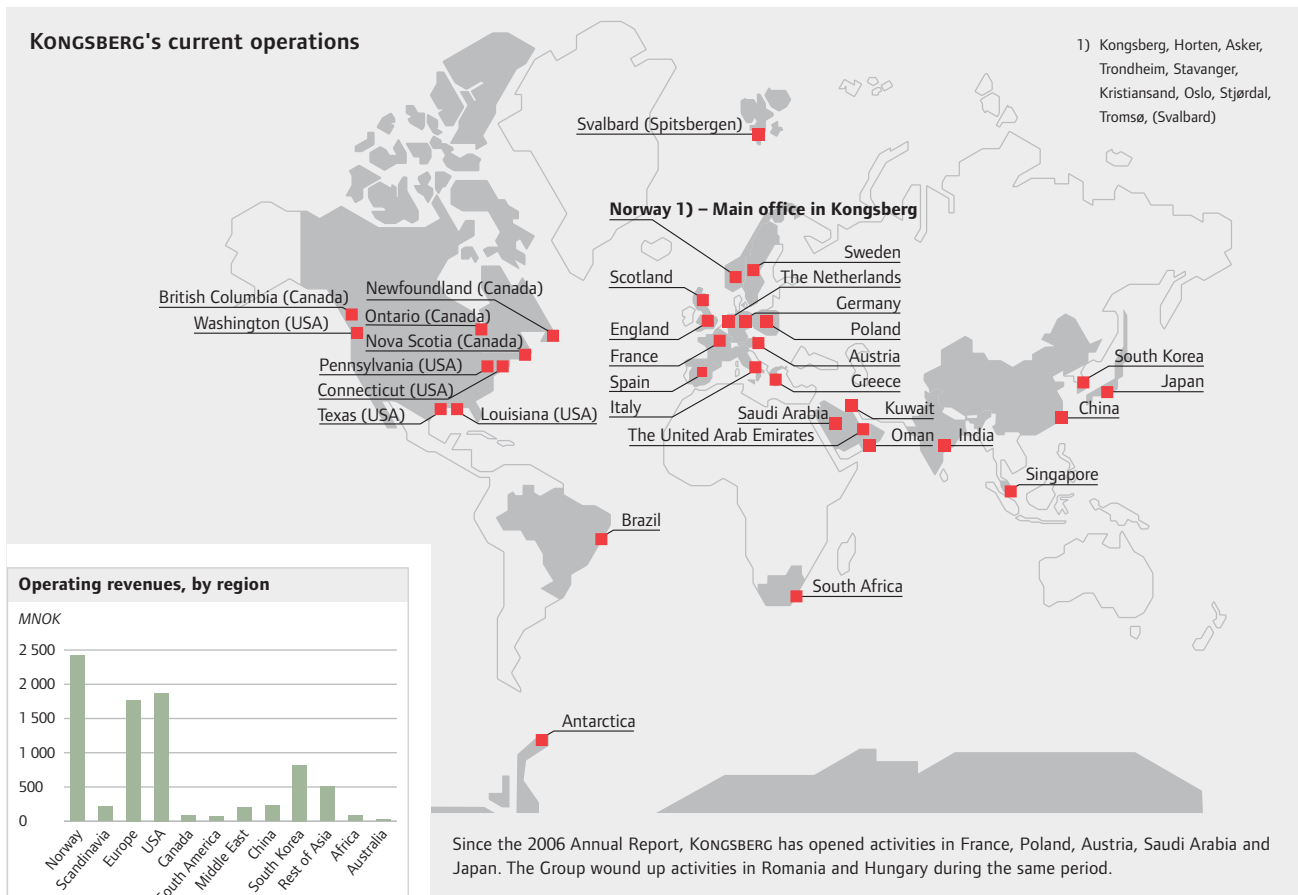 KONGSBERG's current operations
1) Kongsberg, Horten, Asker,
Trondheim, Stavanger,
Kristiansand, Oslo, Stjørdal,
Tromsø, (Svalbard)
Svalbard (Spitsbergen)
Norway 1) – Main office in Kongsberg
Sweden
Scotland
The Netherlands
Newfoundland (Canada)
British Columbia (Canada)
Germany
Ontario (Canada)
Washington (USA)
England
Poland
Nova Scotia (Canada)
France
Austria
South Korea
Pennsylvania (USA)
Connecticut (USA)
Spain
Greece
Japan
Texas (USA)
Louisiana (USA)
Italy
Saudi Arabia
Kuwait
China
The United Arab Emirates
Oman
India
Singapore
Brazil
South Africa
Antarctica
Operating revenues, by region
MNOK
2 500
2 000
1 500
1 000
500
0
Norway
Scandinavia
Europe
USA
Canada
South America
Middle East
China
South Korea
Rest of Asia
Africa
Australia
Since the 2006 Annual Report, KONGSBERG has opened activities in France, Poland, Austria, Saudi Arabia and
Japan. The Group wound up activities in Romania and Hungary during the same period.